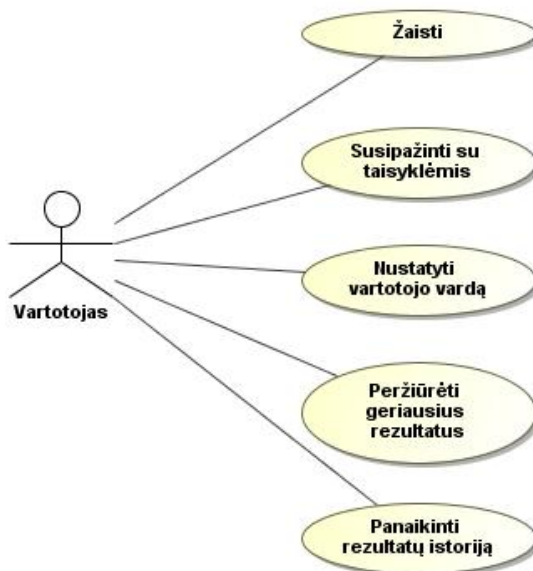 Žaisti
Susipažinti su
taisyklėmis
Nustatyti
vartotojo vardą
Vartotojas
Peržiūrėti
geriausius
rezultatus
Panaikinti
rezultatų istoriją